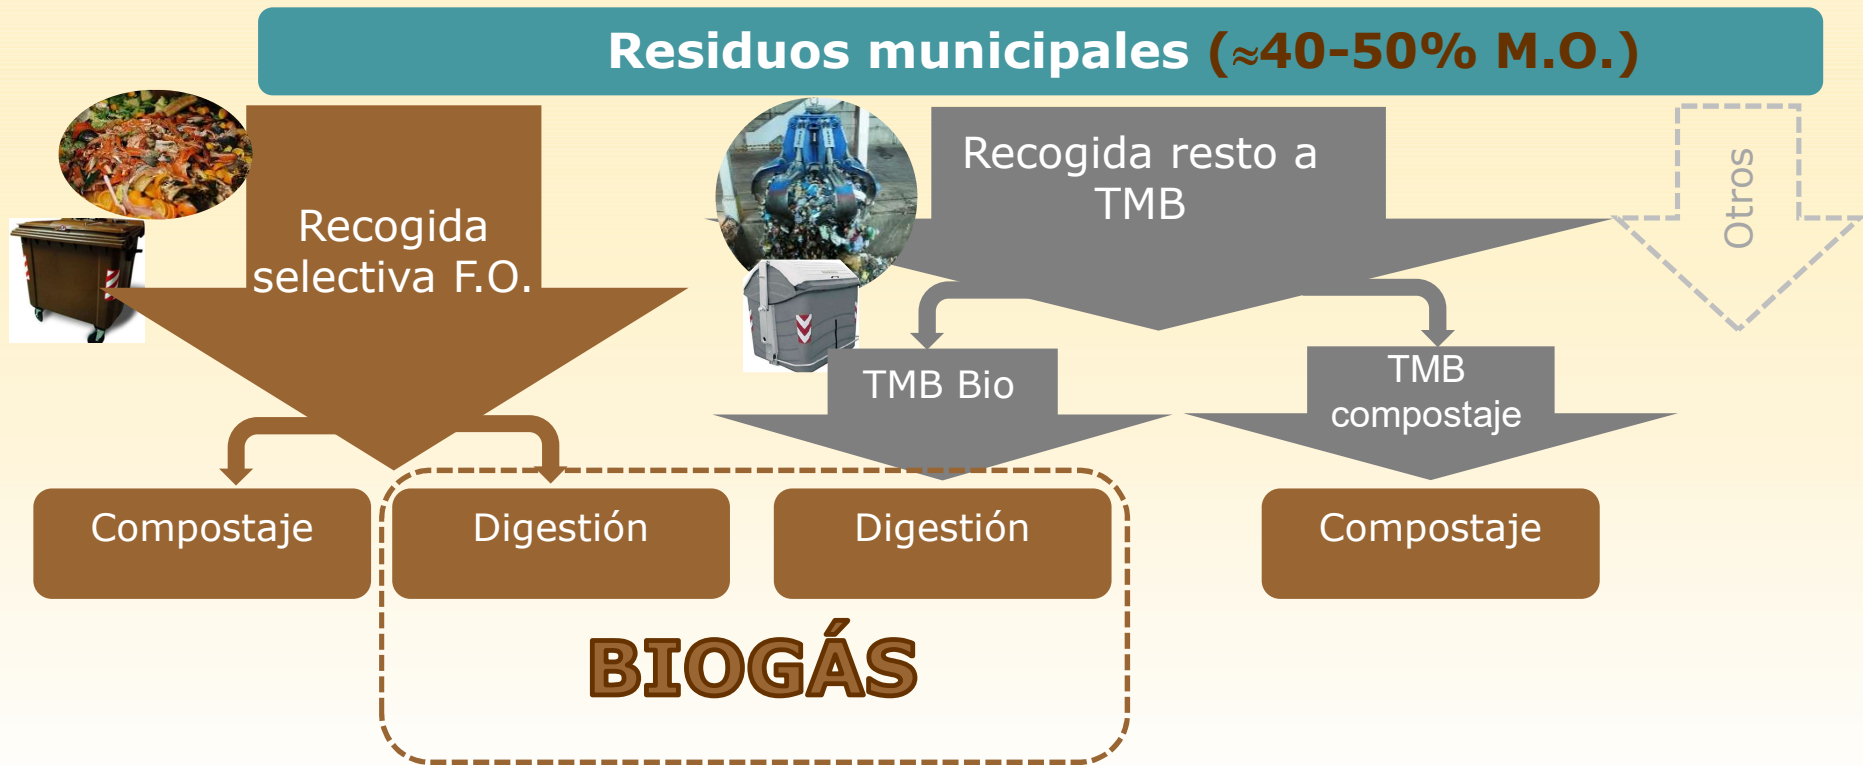 Residuos municipales (≈40-50% M.O.)
Recogida
selectiva F.O.
Recogida resto a
TMB
Otros
TMB Bio
TMB
compostaje
Compostaje
Digestión
Digestión
Compostaje
BIOGÁS